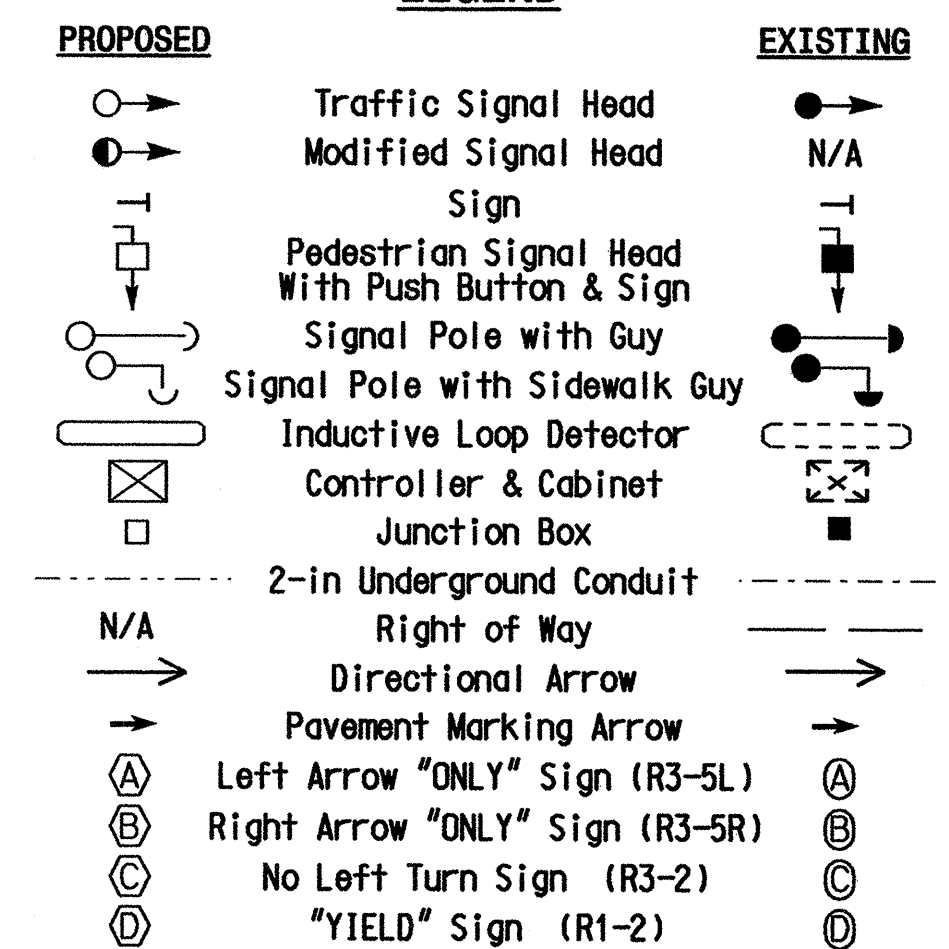 PROPOSED EXISTING
Traffic Signal Head
Modified Signal Head N/A
Sign
Pedestrian Signal Head
With Push Button & Sign
Signal Pole with Guy
Signal Pole with Sidewalk Guy
Inductive Loop Detector
Controller & Cabinet
Junction Box
2-in Underground Conduit
N/A Right of Way
Directional Arrow
Pavement Marking Arrow
A Left Arrow "ONLY" Sign (R3-5L) A
B Right Arrow "ONLY" Sign (R3-5R) B
C No Left Turn Sign (R3-2) C
D "YIELD" Sign (R1-2) D